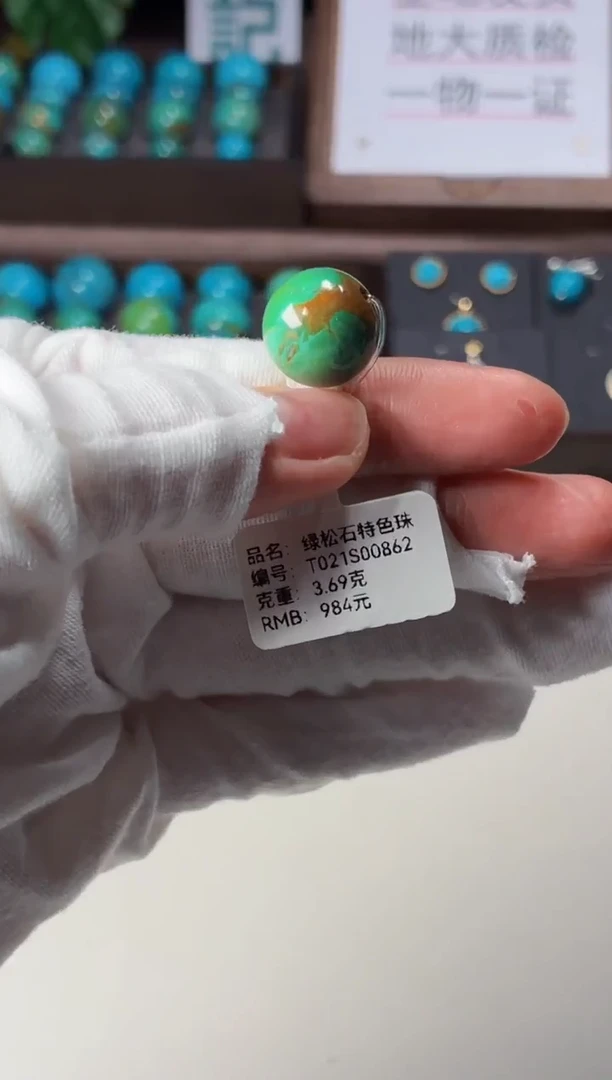 記
地大质检
一物一证
品名: 绿松石特色珠
编号: T021S00862
克重: 3.69克
RMB: 984元